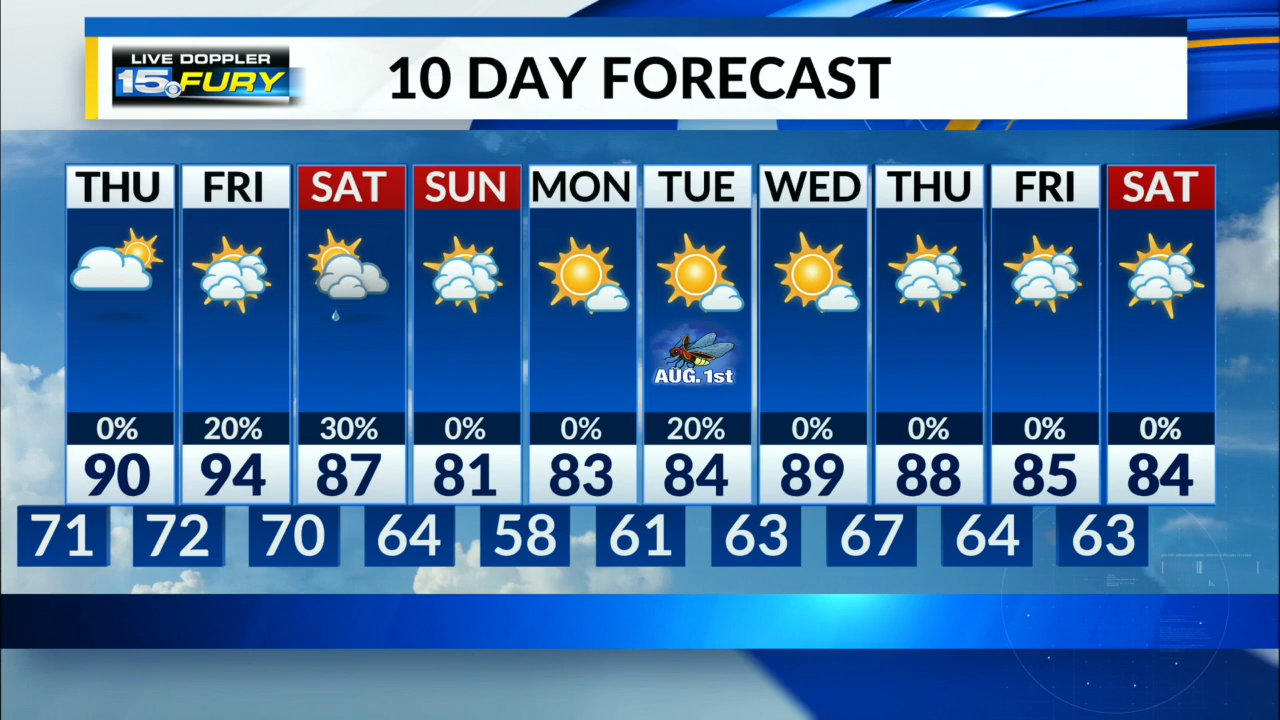 LIVE DOPPLER
15 FURY
10 DAY FORECAST
THU FRI SAT SUN MON TUE WED THU FRI SAT
AUG. 1st
0% 20% 30% 0% 0% 20% 0% 0% 0% 0%
90 94 87 81 83 84 89 88 85 84
71 72 70 64 58 61 63 67 64 63